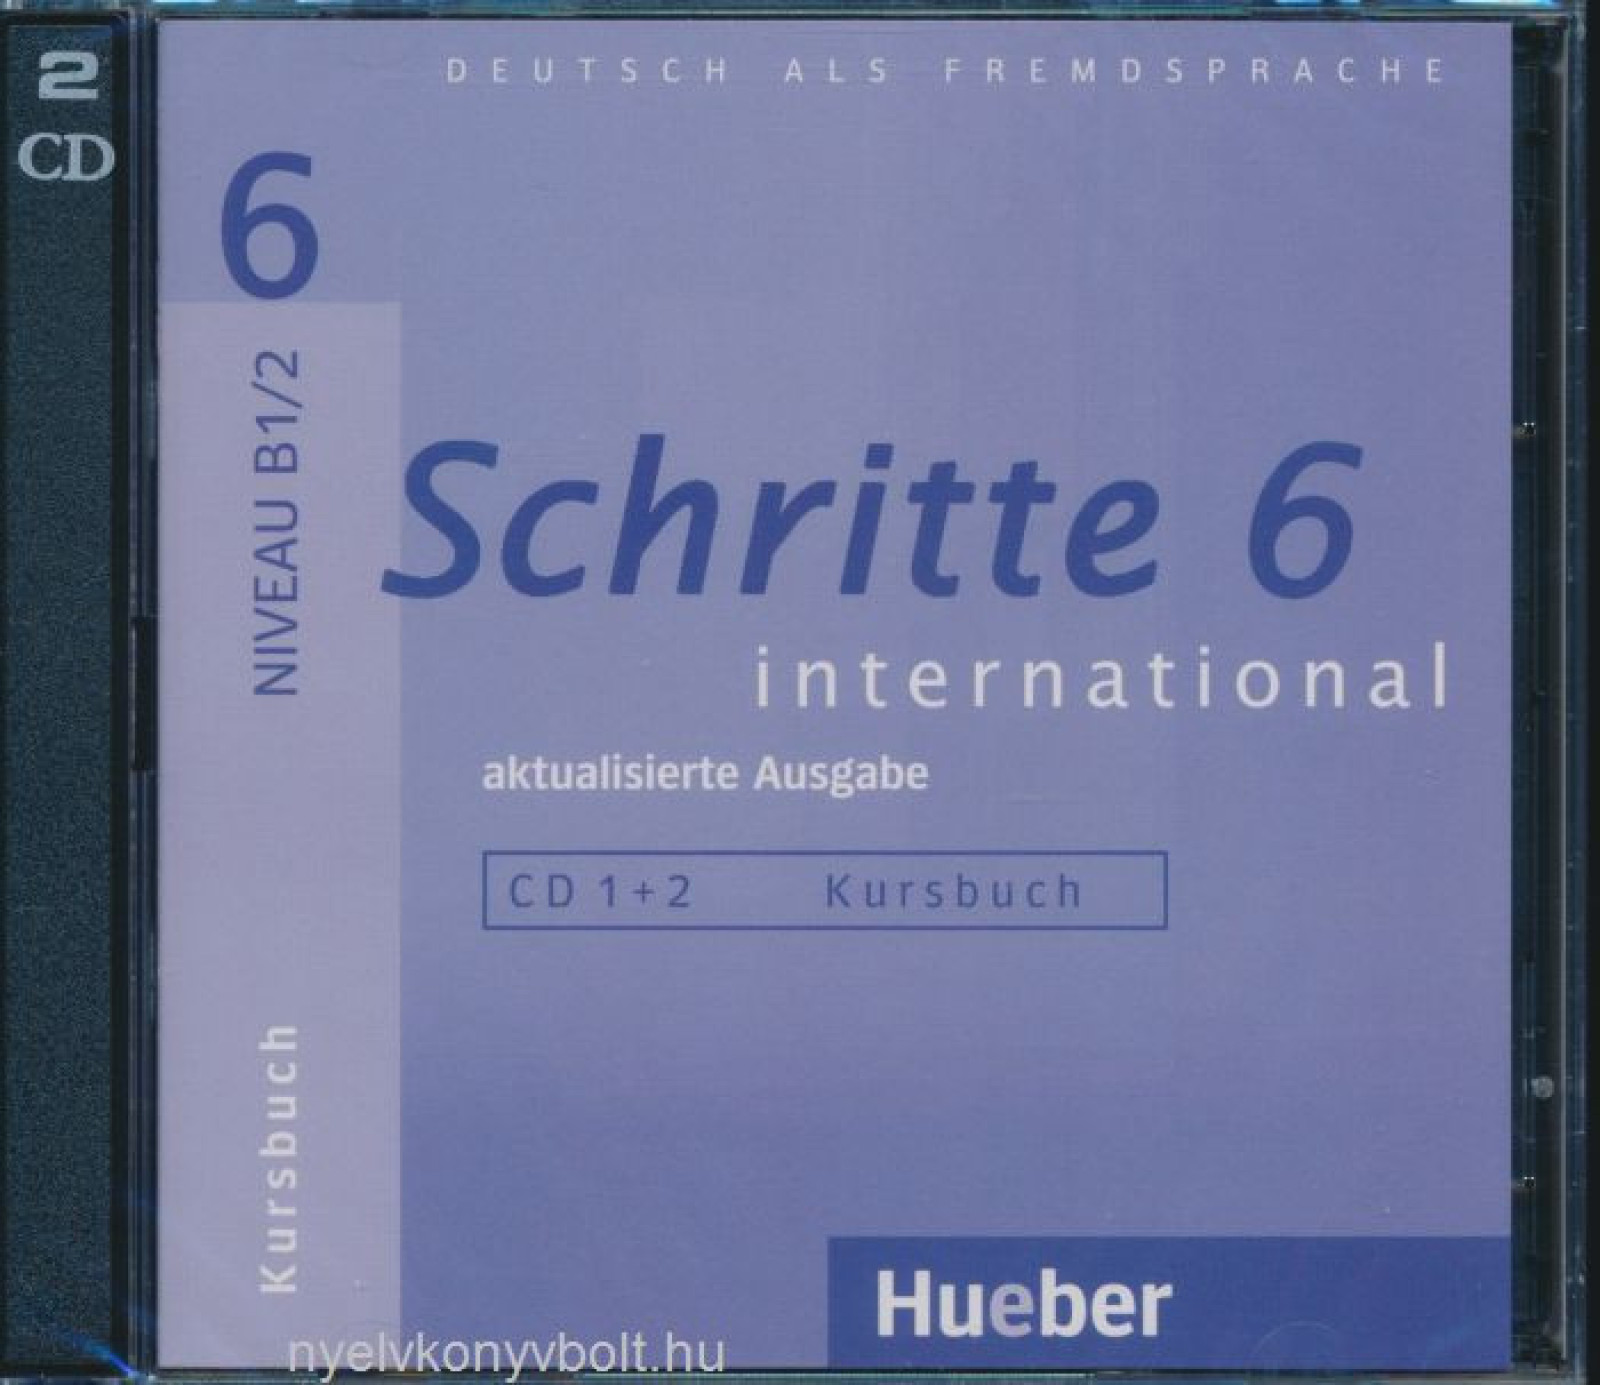 2
CD
DEUTSCH ALS FREMDSPRACHE
6
NIVEAU B1/2
Schritte 6
international
aktualisierte Ausgabe
CD 1+2 Kursbuch
Kursbuch
Hueber
nyelvkonyvbolt.hu